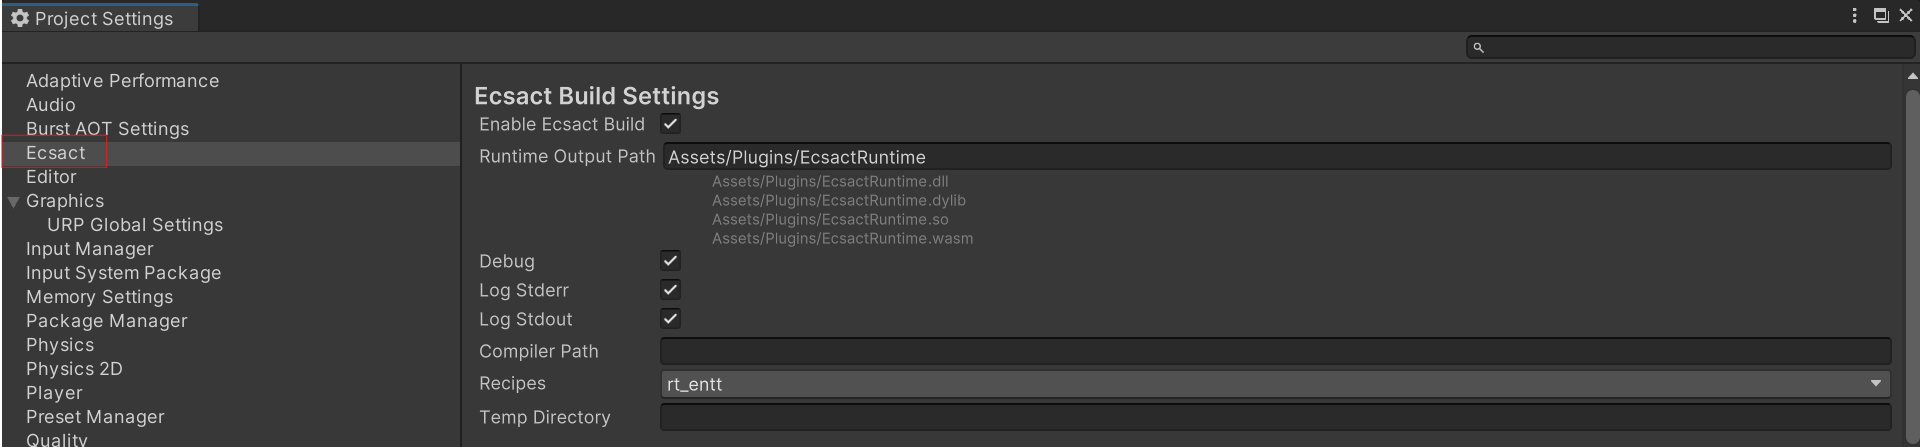 Project Settings
Adaptive Performance
Audio
Burst AOT Settings
Ecsact
Editor
Graphics
URP Global Settings
Input Manager
Input System Package
Memory Settings
Package Manager
Physics
Physics 2D
Player
Preset Manager
Quality
Ecsact Build Settings
Enable Ecsact Build
Runtime Output Path Assets/Plugins/EcsactRuntime
Assets/Plugins/EcsactRuntime.dll
Assets/Plugins/EcsactRuntime.dylib
Assets/Plugins/EcsactRuntime.so
Assets/Plugins/EcsactRuntime.wasm
Debug
Log Stderr
Log Stdout
Compiler Path
Recipes rt_entt
Temp Directory